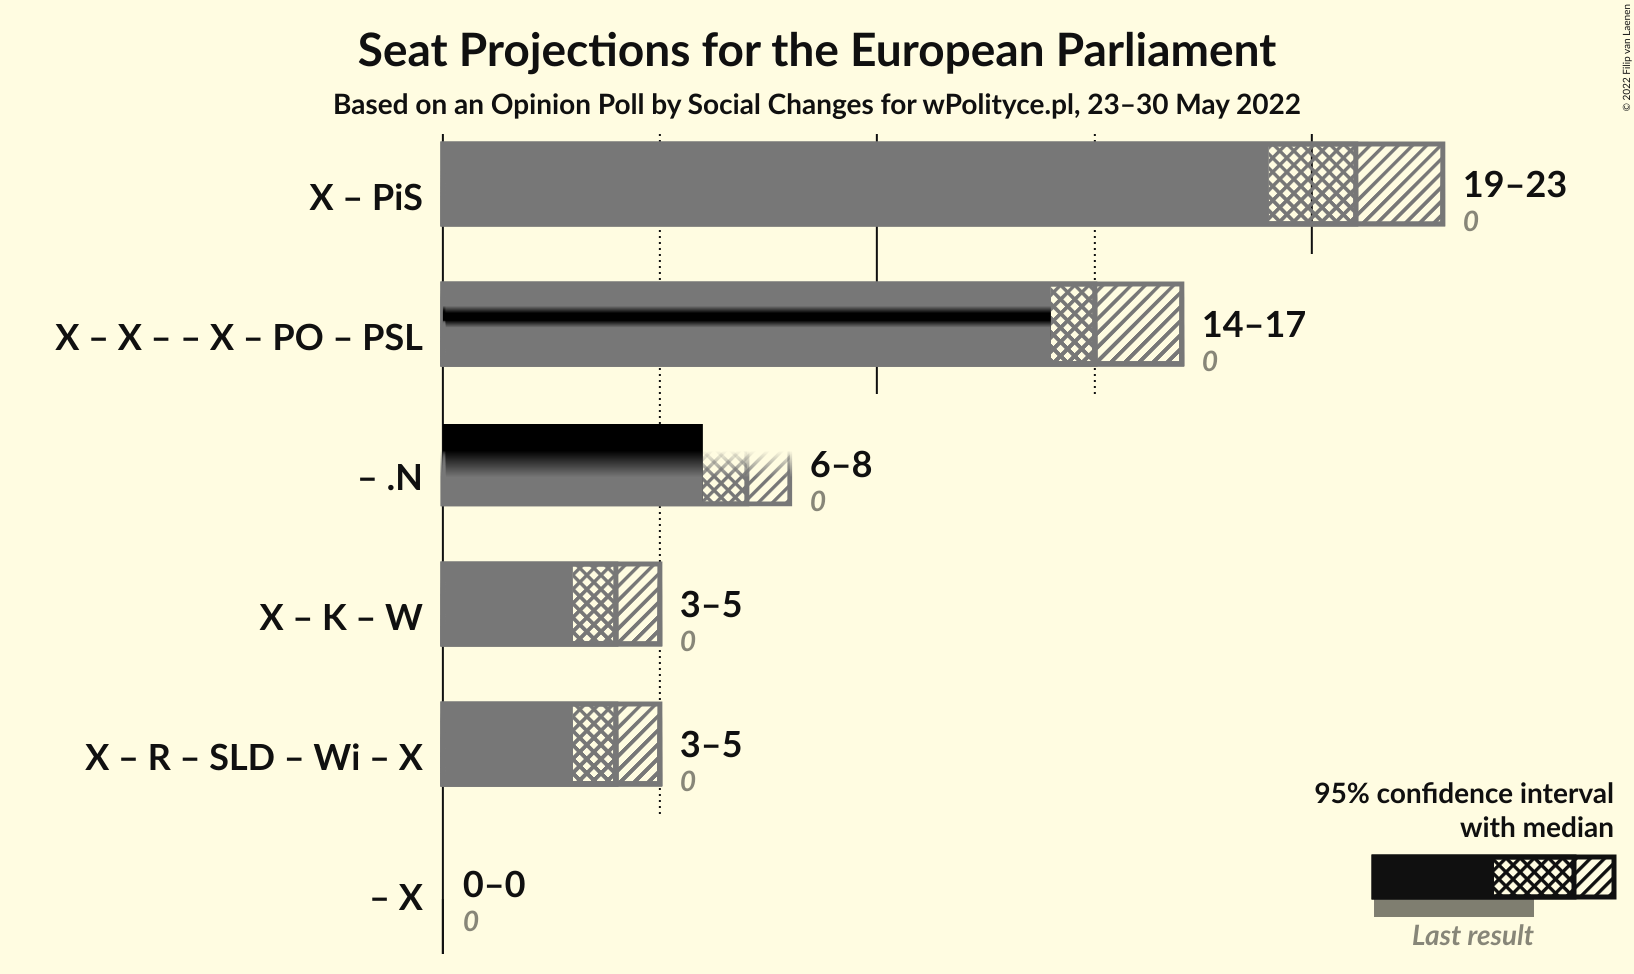 Seat Projections for the European Parliament
Based on an Opinion Poll by Social Changes for wPolityce.pl, 23–30 May 2022
© 2022 Filip van Laenen
X – PiS
19–23
0
X – X – – X – PO – PSL
14–17
0
– .N
6–8
0
X – K – W
3–5
0
X – R – SLD – Wi – X
3–5
0
– X
0–0
0
95% confidence interval
with median
Last result